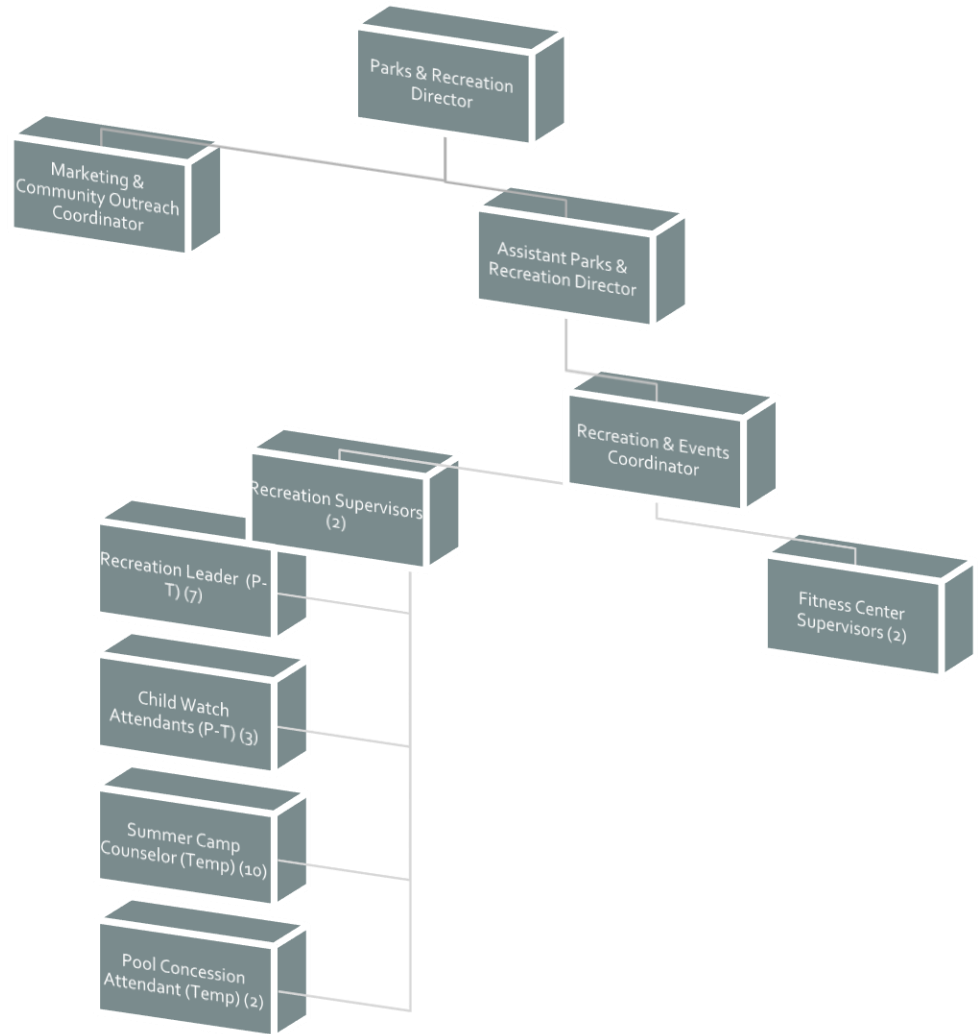 Parks & Recreation
Director
Marketing &
Community Outreach
Coordinator
Assistant Parks &
Recreation Director
Recreation & Events
Coordinator
Recreation Supervisors
(2)
Recreation Leader (P-
T) (7)
Fitness Center
Supervisors (2)
Child Watch
Attendants (P-T) (3)
Summer Camp
Counselor (Temp) (10)
Pool Concession
Attendant (Temp) (2)